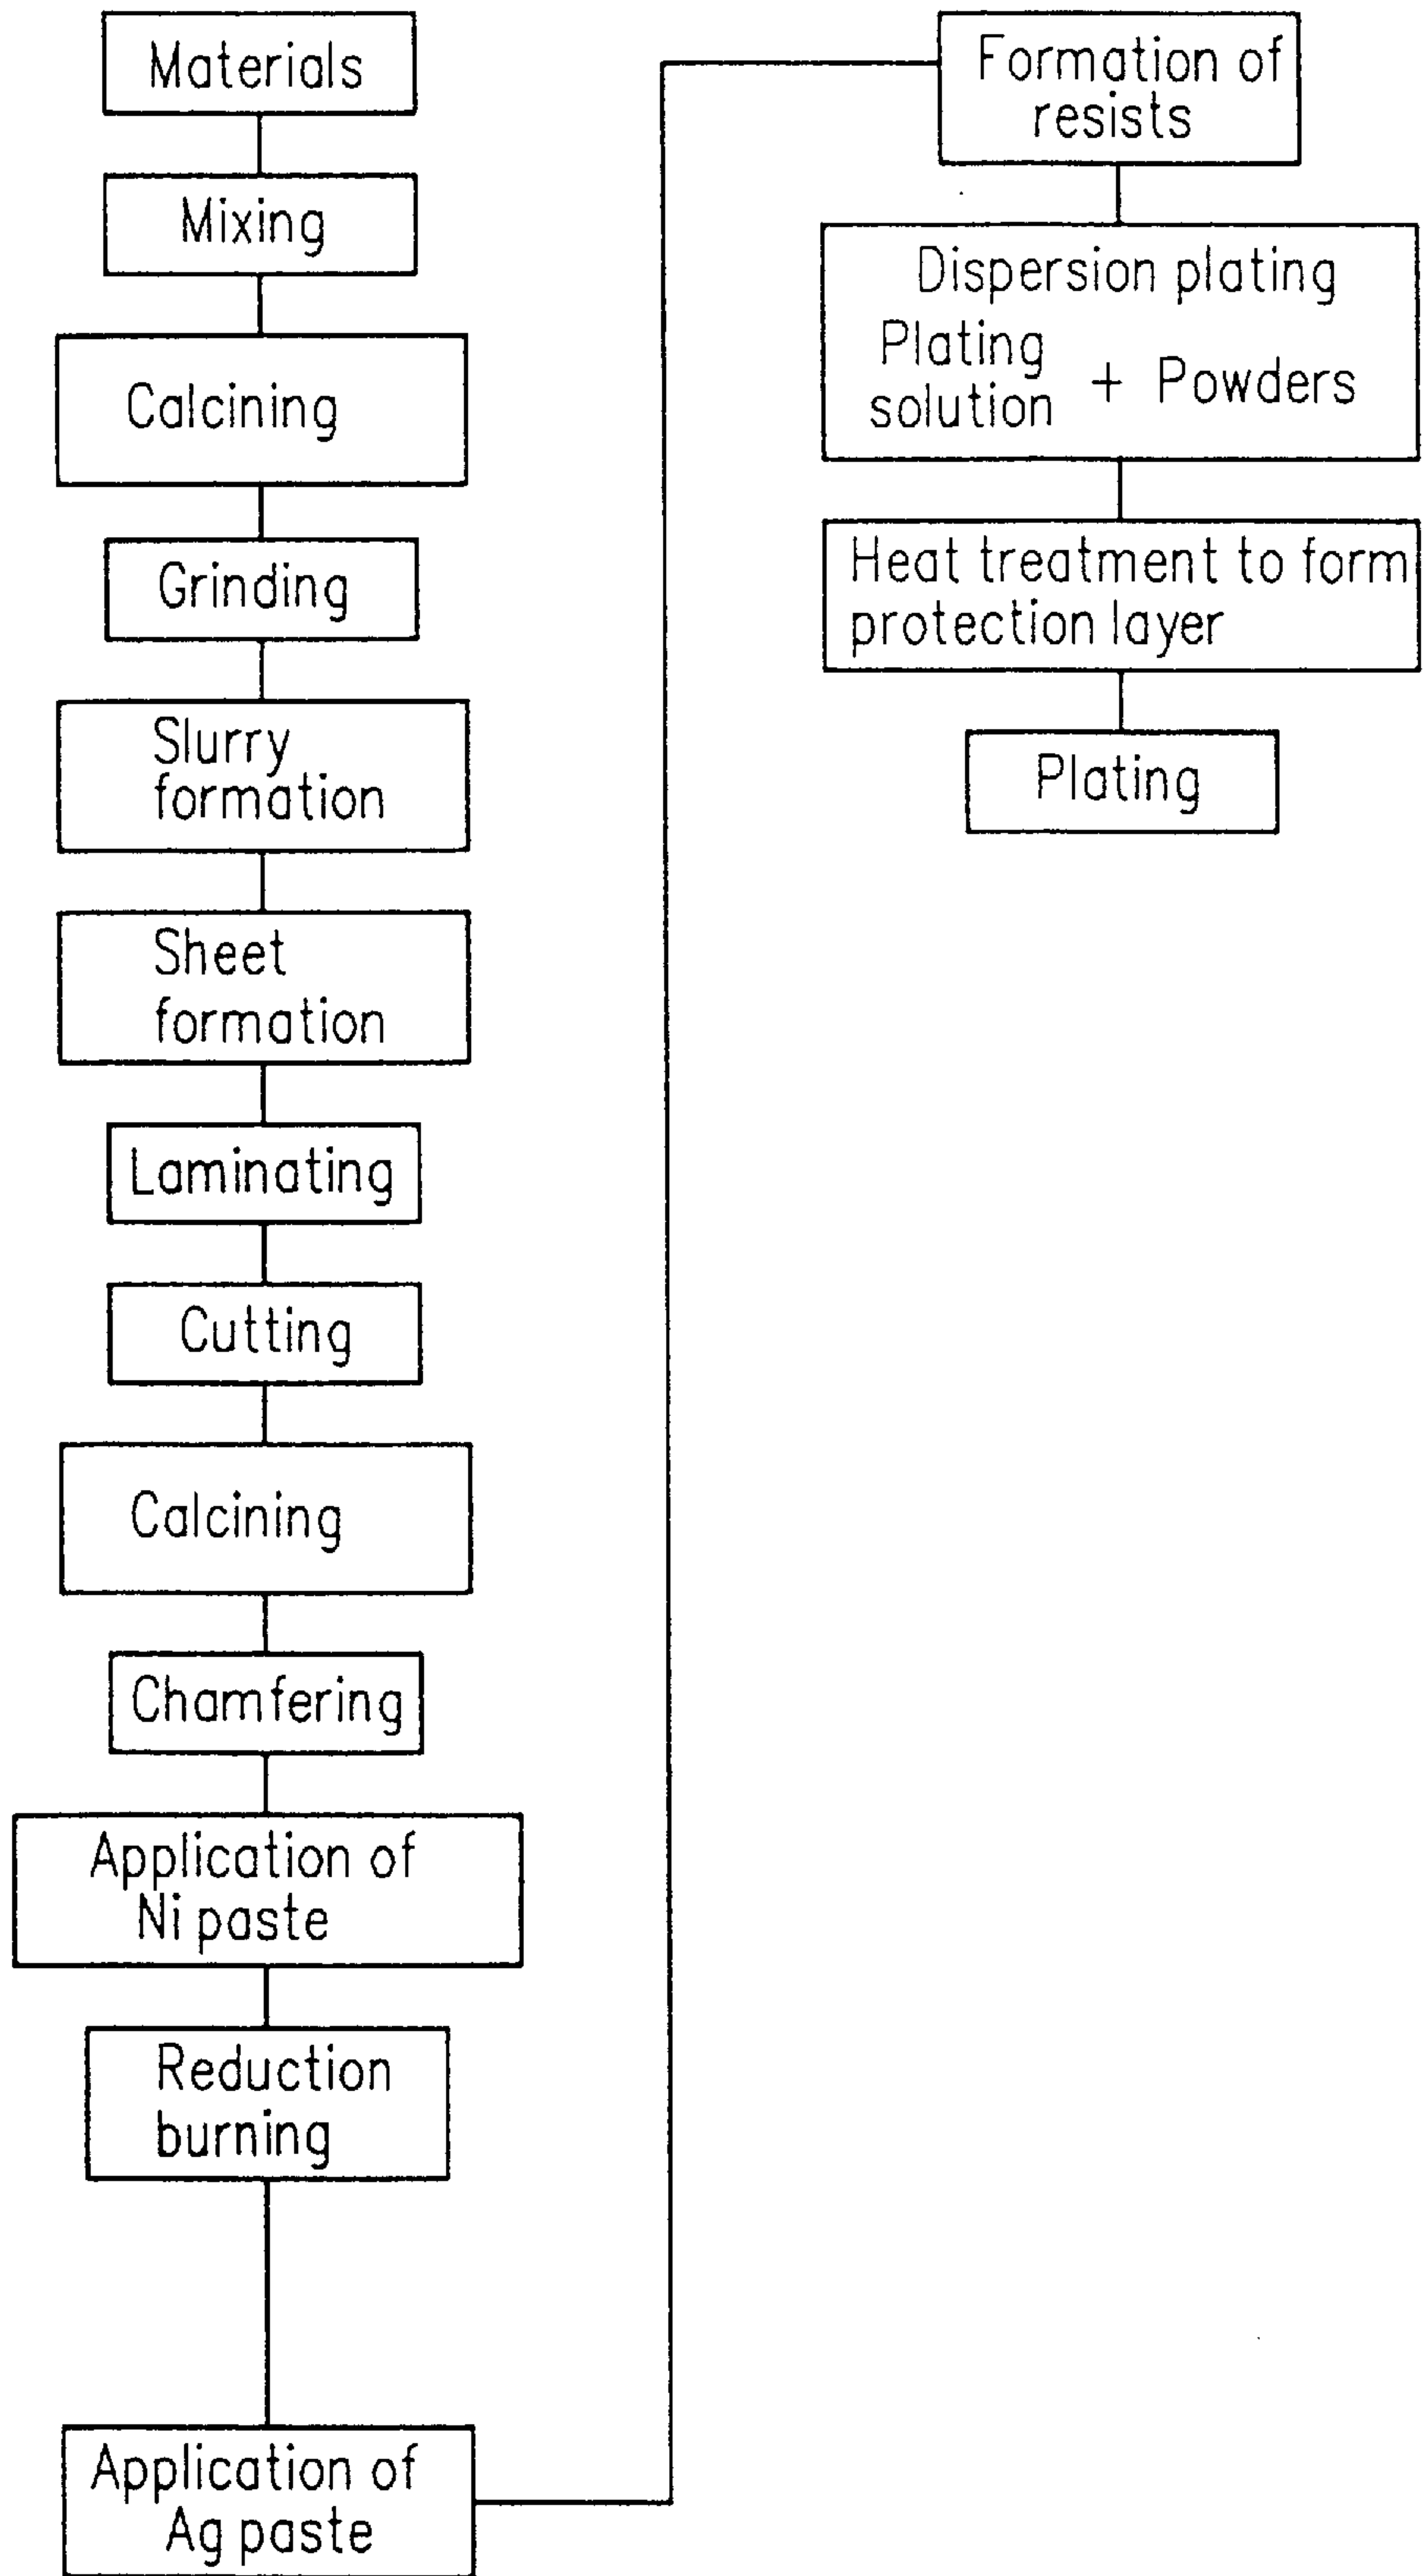 Materials
Mixing
Calcining
Grinding
Slurry
formation
Sheet
formation
Laminating
Cutting
Calcining
Chamfering
Application of
Ni paste
Reduction
burning
Application of
Ag paste
Formation of
resists
Dispersion plating
Plating
solution + Powders
Heat treatment to form
protection layer
Plating